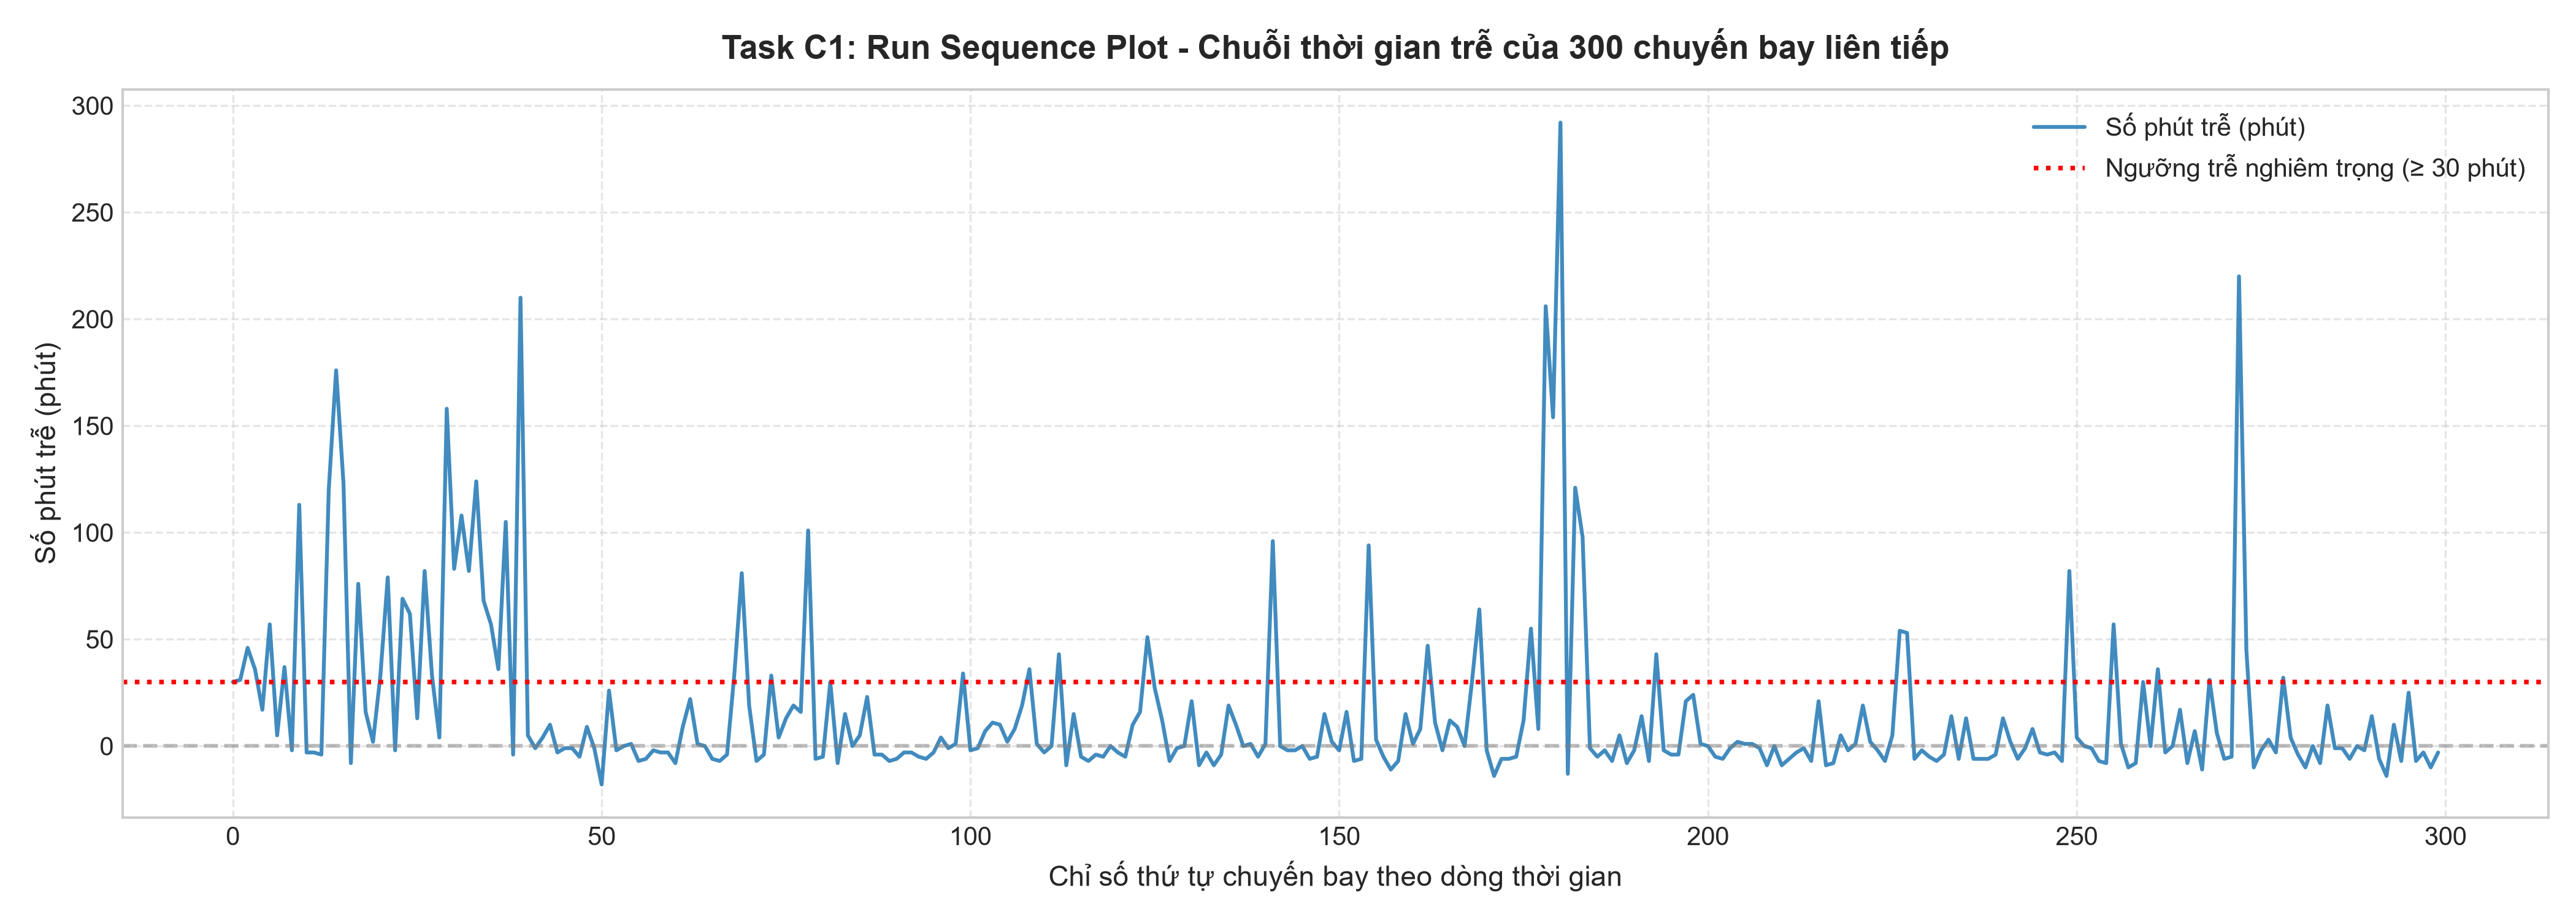 Task C1: Run Sequence Plot - Chuỗi thời gian trễ của 300 chuyến bay liên tiếp
300
250
200
150
100
50
0
Số phút trễ (phút)
Số phút trễ (phút)
Ngưỡng trễ nghiêm trọng (≥ 30 phút)
0 50 100 150 200 250 300
Chỉ số thứ tự chuyến bay theo dòng thời gian